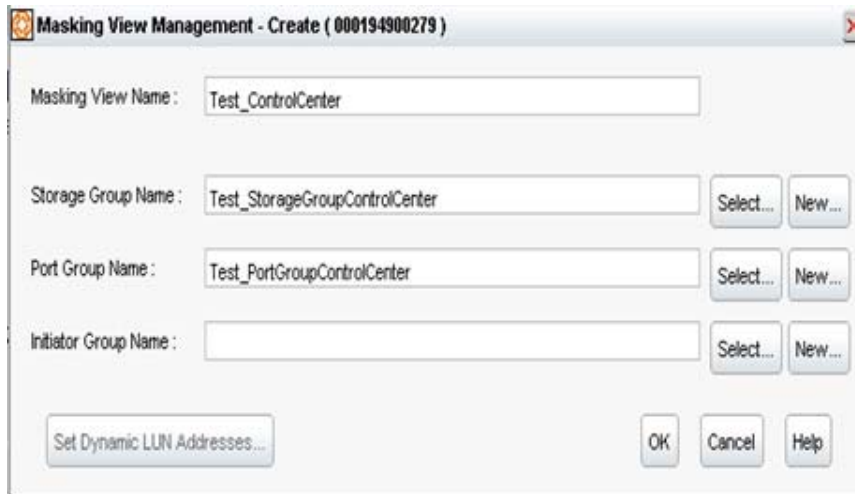 Masking View Management - Create ( 000194900279 )
Masking View Name : Test_ControlCenter
Storage Group Name : Test_StorageGroupControlCenter Select... New...
Port Group Name : Test_PortGroupControlCenter Select... New...
Initiator Group Name : Select... New...
Set Dynamic LUN Addresses... OK Cancel Help